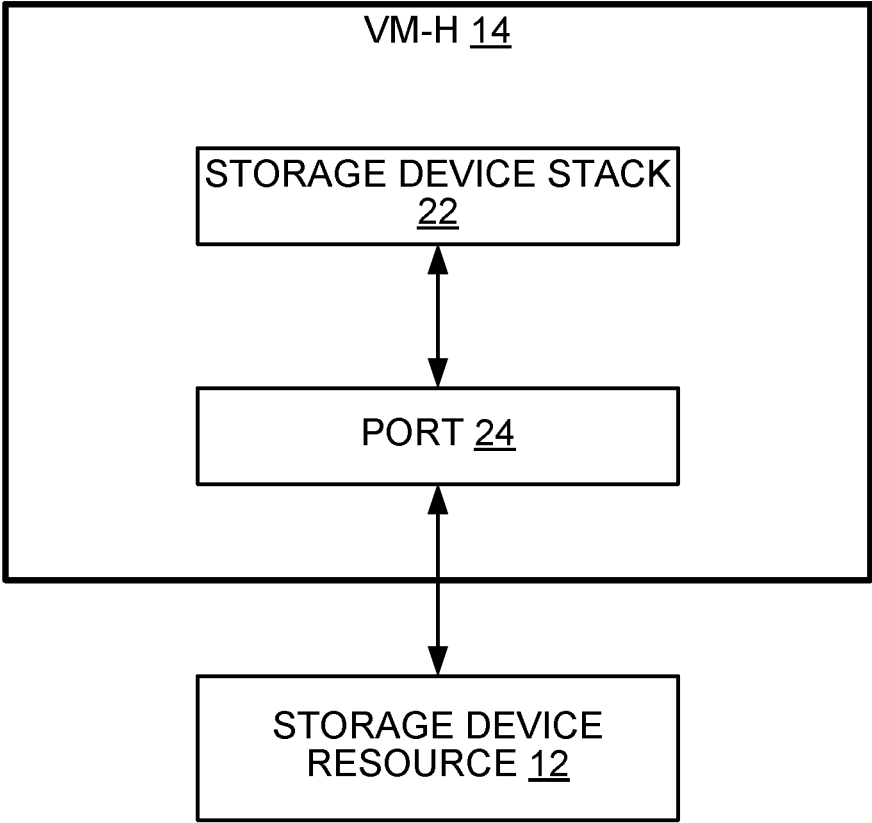 VM-H 14
STORAGE DEVICE STACK
22
PORT 24
STORAGE DEVICE
RESOURCE 12